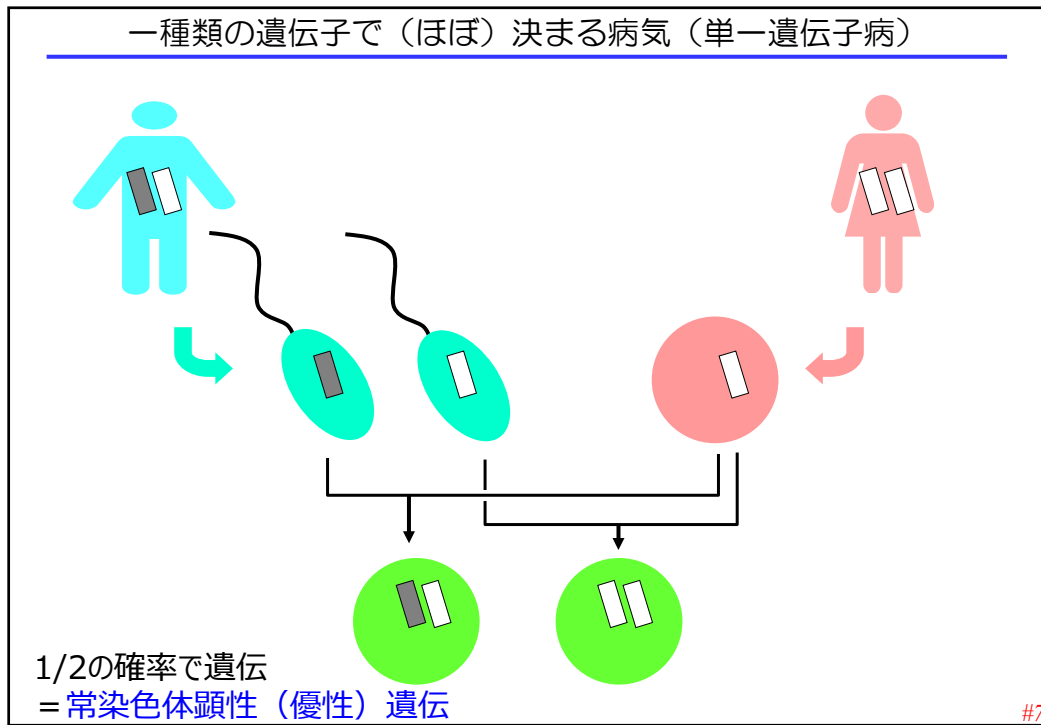 一種類の遺伝子で（ほぼ）決まる病気（単一遺伝子病）
1/2の確率で遺伝
＝常染色体顕性（優性）遺伝
#7